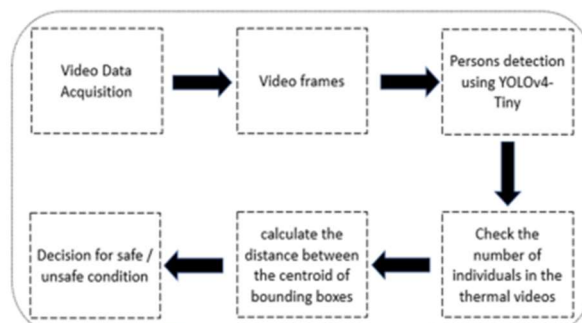 Video Data
Acquisition
Video frames
Persons detection
using YOLOv4-
Tiny
Check the
number of
individuals in the
thermal videos
calculate the
distance between
the centroid of
bounding boxes
Decision for safe /
unsafe condition